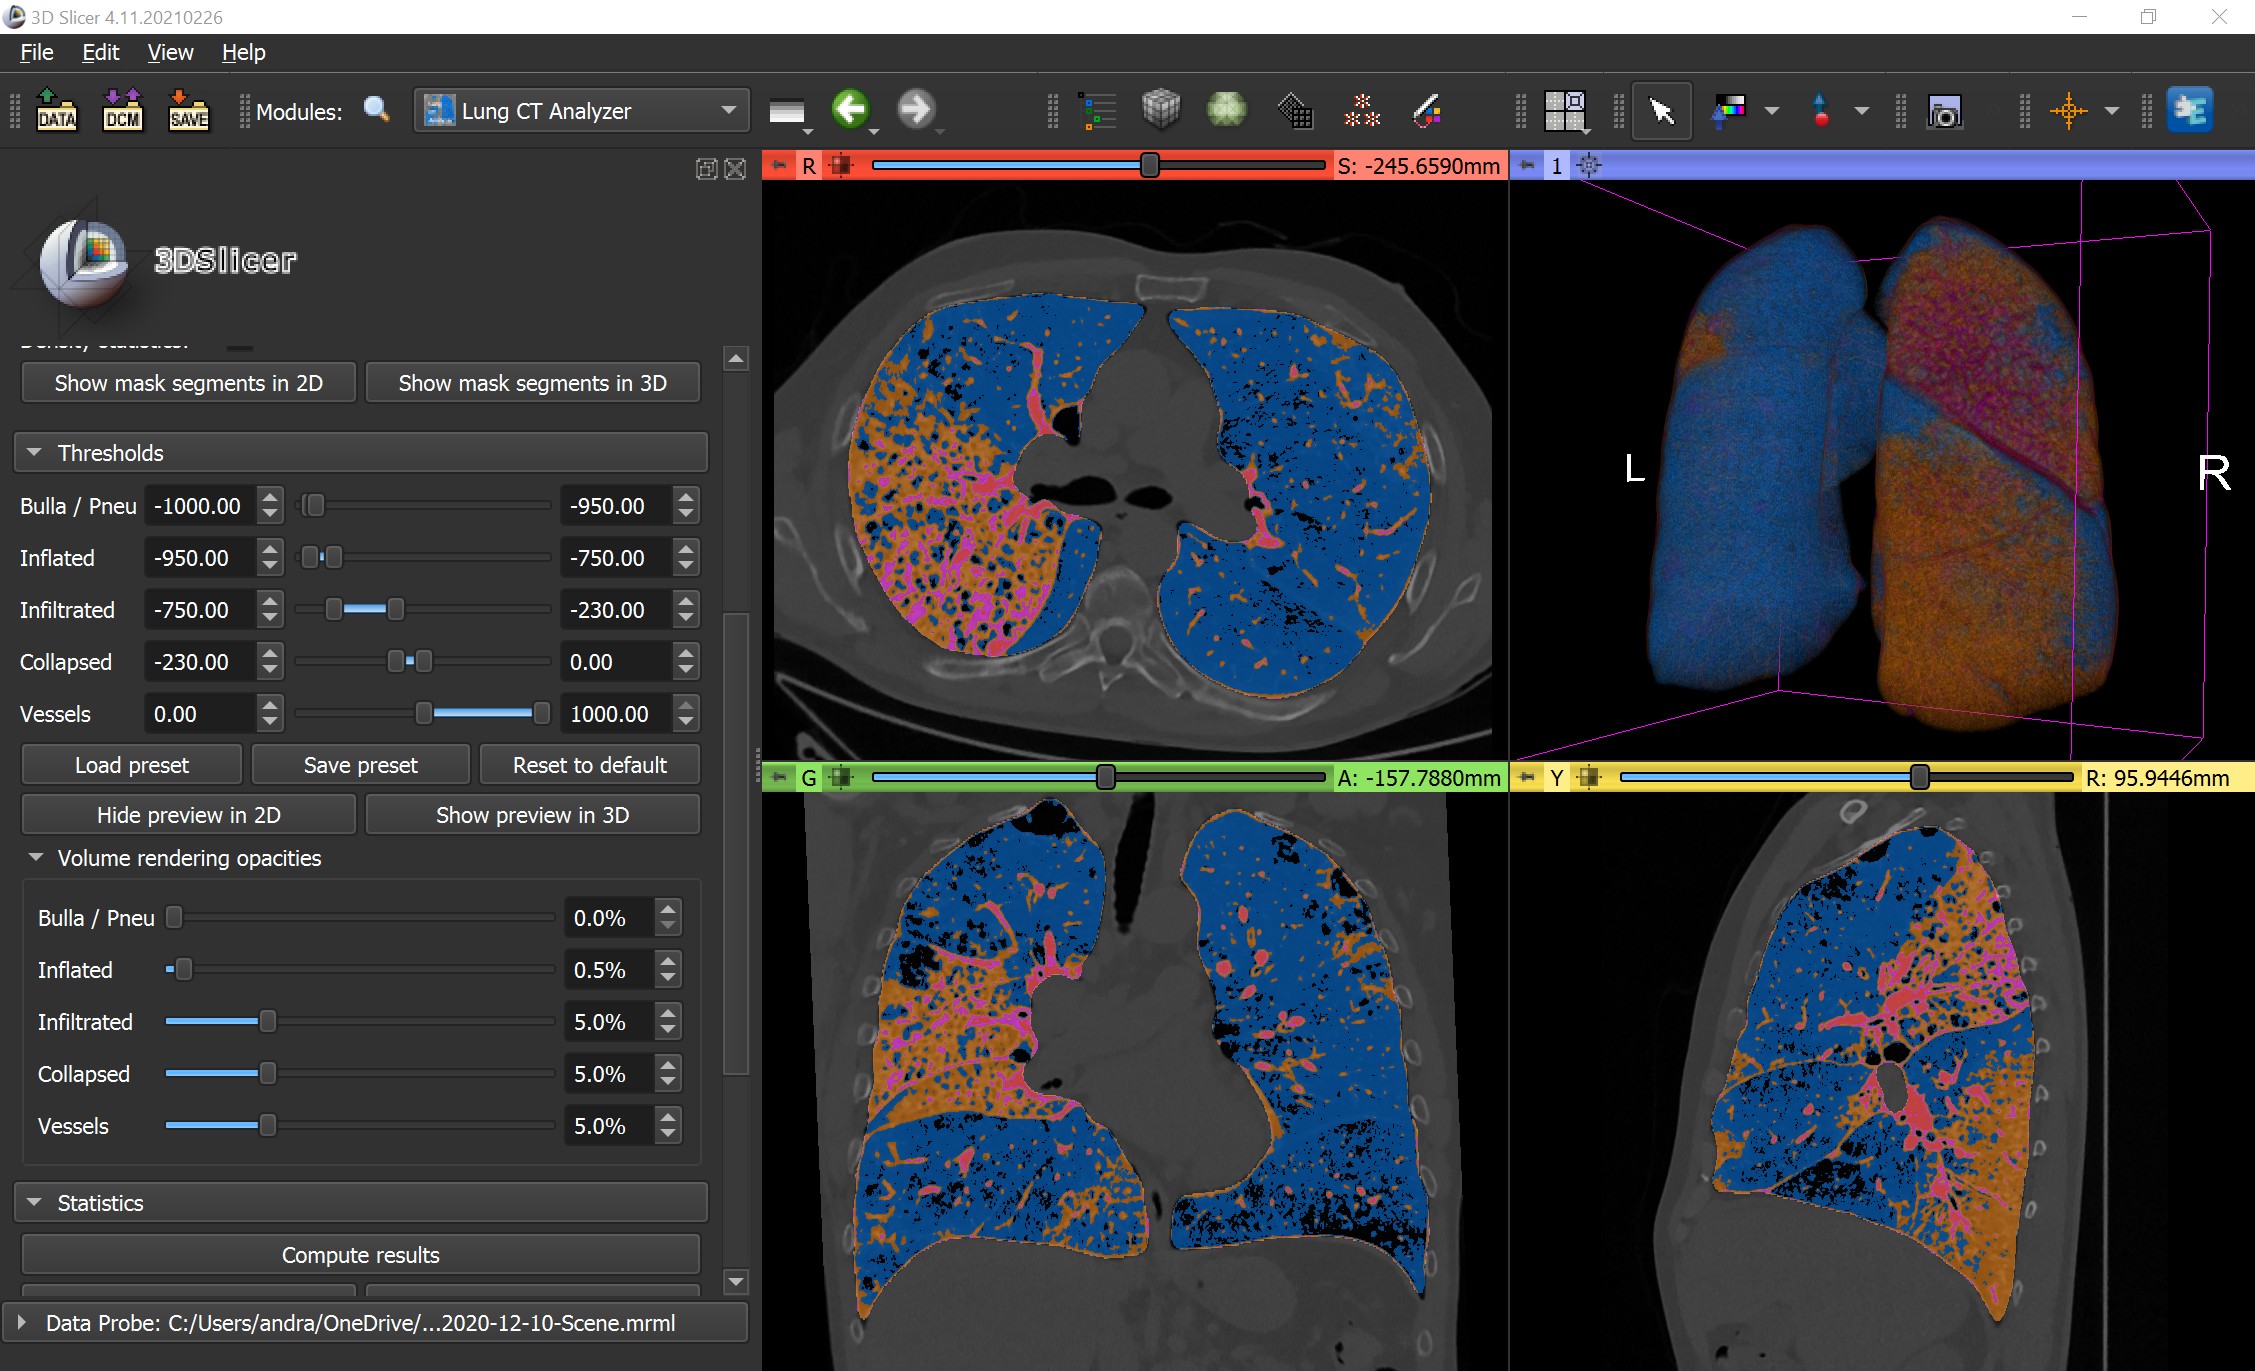 3D Slicer 4.11.20210226
File Edit View Help
DATA DCM SAVE Modules: Lung CT Analyzer
3DSlicer
Show mask segments in 2D Show mask segments in 3D
Thresholds
Bulla / Pneu -1000.00 -950.00
Inflated -950.00 -750.00
Infiltrated -750.00 -230.00
Collapsed -230.00 0.00
Vessels 0.00 1000.00
Load preset Save preset Reset to default
Hide preview in 2D Show preview in 3D
Volume rendering opacities
Bulla / Pneu 0.0%
Inflated 0.5%
Infiltrated 5.0%
Collapsed 5.0%
Vessels 5.0%
Statistics
Compute results
Data Probe: C:/Users/andra/OneDrive/...2020-12-10-Scene.mrml
R S: -245.6590mm
1
L R
G A: -157.7880mm
Y R: 95.9446mm